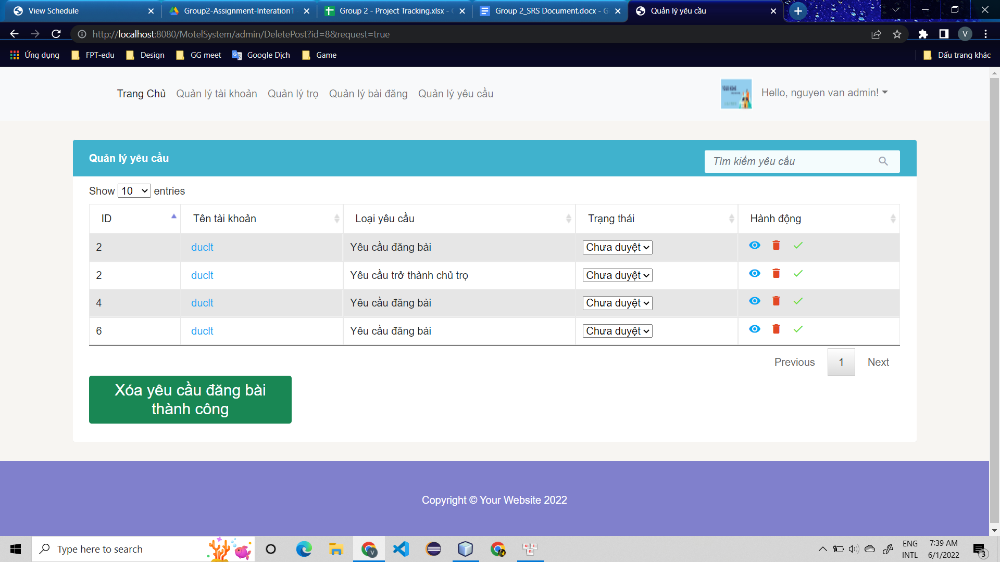 View Schedule
Group2-Assignment-Interation1
Group 2 - Project Tracking.xlsx -
Group 2_SRS Document.docx - G
Quản lý yêu cầu
http://localhost:8080/MotelSystem/admin/DeletePost?id=8&request=true
V
Ứng dụng
FPT-edu
Design
GG meet
Google Dịch
Game
Dấu trang khác
Trang Chủ
Quản lý tài khoản
Quản lý trọ
Quản lý bài đăng
Quản lý yêu cầu
Hello, nguyen van admin!
Quản lý yêu cầu
Tìm kiếm yêu cầu
Show 10 entries
ID Tên tài khoản Loại yêu cầu Trạng thái Hành động
2 duclt Yêu cầu đăng bài Chưa duyệt
2 duclt Yêu cầu trở thành chủ trọ Chưa duyệt
4 duclt Yêu cầu đăng bài Chưa duyệt
6 duclt Yêu cầu đăng bài Chưa duyệt
Previous 1 Next
Xóa yêu cầu đăng bài
thành công
Copyright © Your Website 2022
Type here to search
ENG
INTL
7:39 AM
6/1/2022
3